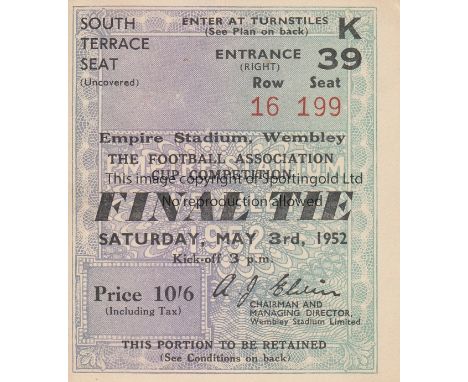 SOUTH TERRACE SEAT
(Uncovered)
ENTER AT TURNSTILES K
(See Plan on back)
ENTRANCE 39
(RIGHT)
Row Seat
16 199
Empire Stadium, Wembley
THE FOOTBALL ASSOCIATION
CUP COMPETITION
This image copyright of Sportingold Ltd
FINAL TIE
No reproduction allowed
SATURDAY, MAY 3rd, 1952
1952
Kick-off 3 p.m.
Price 10/6
(Including Tax)
A J Elvin
CHAIRMAN AND
MANAGING DIRECTOR,
Wembley Stadium Limited
THIS PORTION TO BE RETAINED
(See Conditions on back)